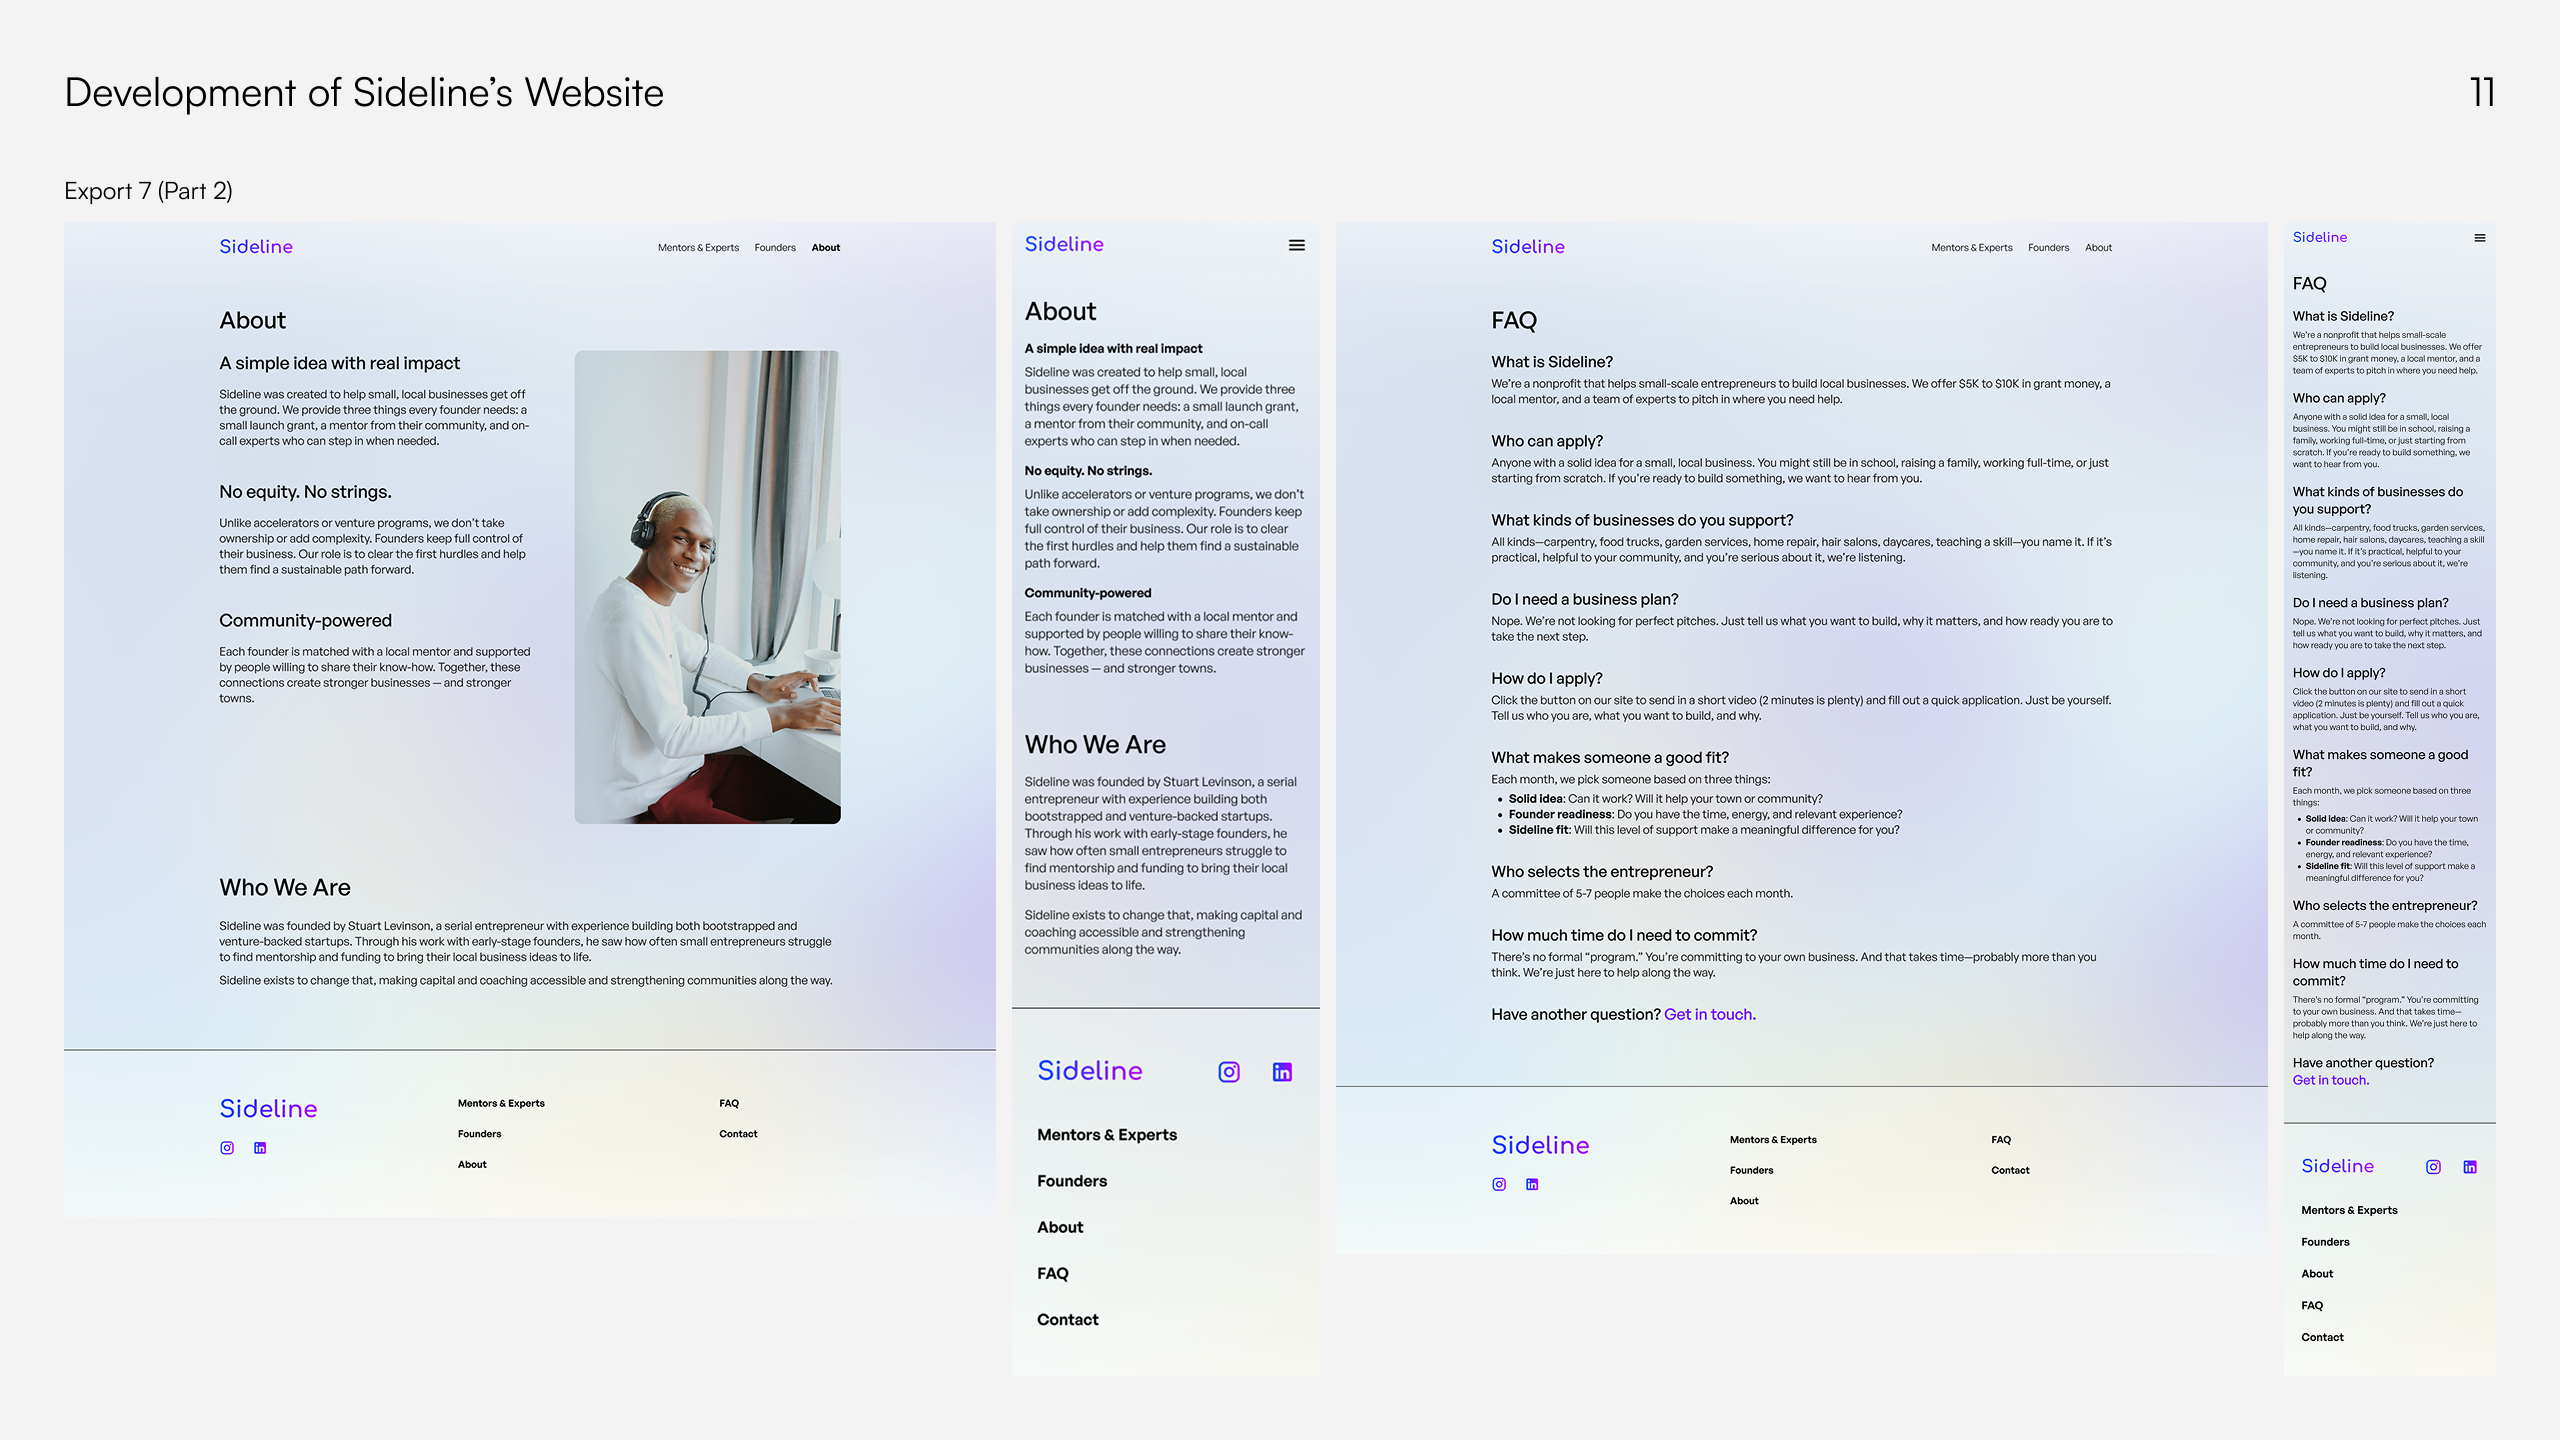 Development of Sideline's Website
11
Export 7 (Part 2)
Sideline
Mentors & Experts
Founders
About
About
A simple idea with real impact
Sideline was created to help small, local businesses get off
the ground. We provide three things every founder needs: a
small launch grant, a mentor from their community, and on-
call experts who can step in when needed.
No equity. No strings.
Unlike accelerators or venture programs, we don't take
ownership or add complexity. Founders keep full control of
their business. Our role is to clear the first hurdles and help
them find a sustainable path forward.
Community-powered
Each founder is matched with a local mentor and supported
by people willing to share their know-how. Together, these
connections create stronger businesses — and stronger
towns.
Who We Are
Sideline was founded by Stuart Levinson, a serial entrepreneur with experience building both bootstrapped and
venture-backed startups. Through his work with early-stage founders, he saw how often small entrepreneurs struggle
to find mentorship and funding to bring their local business ideas to life.
Sideline exists to change that, making capital and coaching accessible and strengthening communities along the way.
Sideline
Mentors & Experts
Founders
About
FAQ
Contact
Sideline
About
A simple idea with real impact
Sideline was created to help small, local
businesses get off the ground. We provide three
things every founder needs: a small launch grant,
a mentor from their community, and on-call
experts who can step in when needed.
No equity. No strings.
Unlike accelerators or venture programs, we don't
take ownership or add complexity. Founders keep
full control of their business. Our role is to clear
the first hurdles and help them find a sustainable
path forward.
Community-powered
Each founder is matched with a local mentor and
supported by people willing to share their know-
how. Together, these connections create stronger
businesses — and stronger towns.
Who We Are
Sideline was founded by Stuart Levinson, a serial
entrepreneur with experience building both
bootstrapped and venture-backed startups.
Through his work with early-stage founders, he
saw how often small entrepreneurs struggle to
find mentorship and funding to bring their local
business ideas to life.
Sideline exists to change that, making capital and
coaching accessible and strengthening
communities along the way.
Sideline
Mentors & Experts
Founders
About
FAQ
Contact
Sideline
Mentors & Experts
Founders
About
FAQ
What is Sideline?
We're a nonprofit that helps small-scale entrepreneurs to build local businesses. We offer $5K to $10K in grant money, a
local mentor, and a team of experts to pitch in where you need help.
Who can apply?
Anyone with a solid idea for a small, local business. You might still be in school, raising a family, working full-time, or just
starting from scratch. If you're ready to build something, we want to hear from you.
What kinds of businesses do you support?
All kinds—carpentry, food trucks, garden services, home repair, hair salons, daycares, teaching a skill—you name it. If it's
practical, helpful to your community, and you're serious about it, we're listening.
Do I need a business plan?
Nope. We're not looking for perfect pitches. Just tell us what you want to build, why it matters, and how ready you are to
take the next step.
How do I apply?
Click the button on our site to send in a short video (2 minutes is plenty) and fill out a quick application. Just be yourself.
Tell us who you are, what you want to build, and why.
What makes someone a good fit?
Each month, we pick someone based on three things:
• Solid idea: Can it work? Will it help your town or community?
• Founder readiness: Do you have the time, energy, and relevant experience?
• Sideline fit: Will this level of support make a meaningful difference for you?
Who selects the entrepreneur?
A committee of 5-7 people make the choices each month.
How much time do I need to commit?
There's no formal “program.” You're committing to your own business. And that takes time—probably more than you
think. We're just here to help along the way.
Have another question? Get in touch.
Sideline
Mentors & Experts
Founders
About
FAQ
Contact
Sideline
FAQ
What is Sideline?
We're a nonprofit that helps small-scale
entrepreneurs to build local businesses. We offer
$5K to $10K in grant money, a local mentor, and a
team of experts to pitch in where you need help.
Who can apply?
Anyone with a solid idea for a small, local
business. You might still be in school, raising a
family, working full-time, or just starting from
scratch. If you're ready to build something, we
want to hear from you.
What kinds of businesses do
you support?
All kinds—carpentry, food trucks, garden services,
home repair, hair salons, daycares, teaching a skill
—you name it. If it's practical, helpful to your
community, and you're serious about it, we're
listening.
Do I need a business plan?
Nope. We're not looking for perfect pitches. Just
tell us what you want to build, why it matters, and
how ready you are to take the next step.
How do I apply?
Click the button on our site to send in a short
video (2 minutes is plenty) and fill out a quick
application. Just be yourself. Tell us who you are,
what you want to build, and why.
What makes someone a good
fit?
Each month, we pick someone based on three
things:
• Solid idea: Can it work? Will it help your town
or community?
• Founder readiness: Do you have the time,
energy, and relevant experience?
• Sideline fit: Will this level of support make a
meaningful difference for you?
Who selects the entrepreneur?
A committee of 5-7 people make the choices each
month.
How much time do I need to
commit?
There's no formal “program.” You're committing
to your own business. And that takes time—
probably more than you think. We're just here to
help along the way.
Have another question?
Get in touch.
Sideline
Mentors & Experts
Founders
About
FAQ
Contact